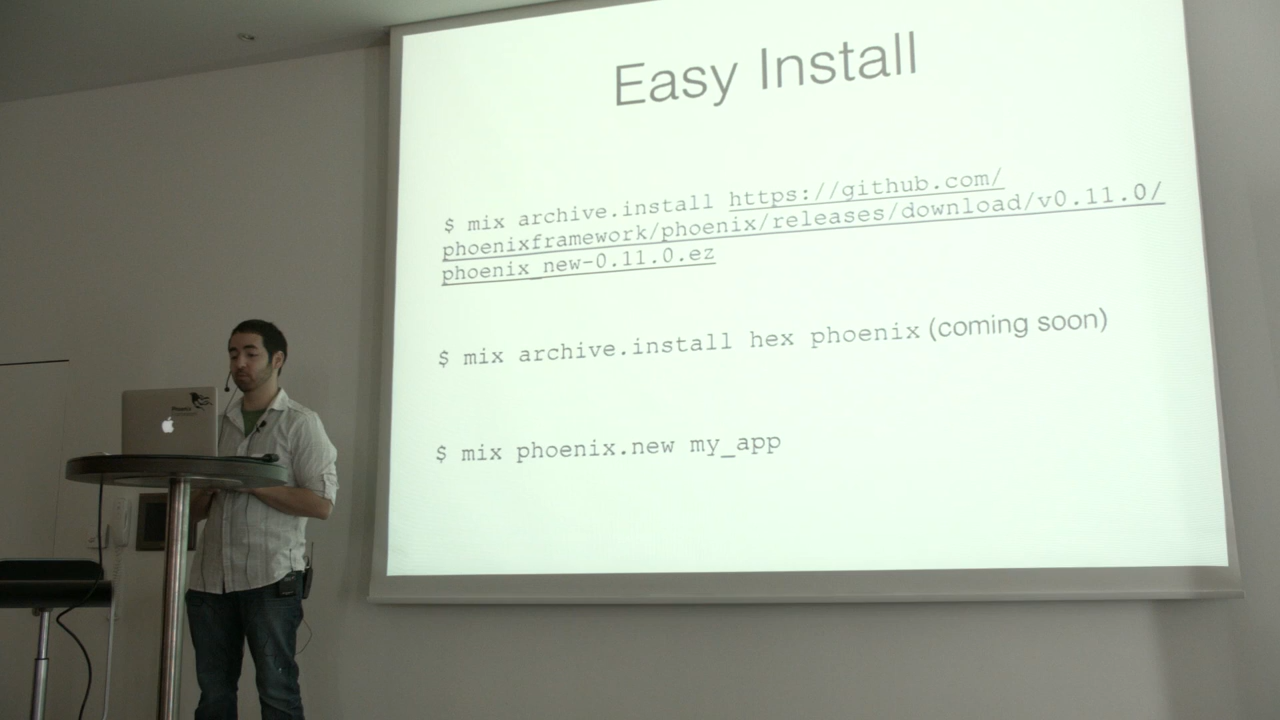 Easy Install
$ mix archive.install https://github.com/
phoenixframework/phoenix/releases/download/v0.11.0/
phoenix_new-0.11.0.ez
$ mix archive.install hex phoenix (coming soon)
$ mix phoenix.new my_app
Phoenix